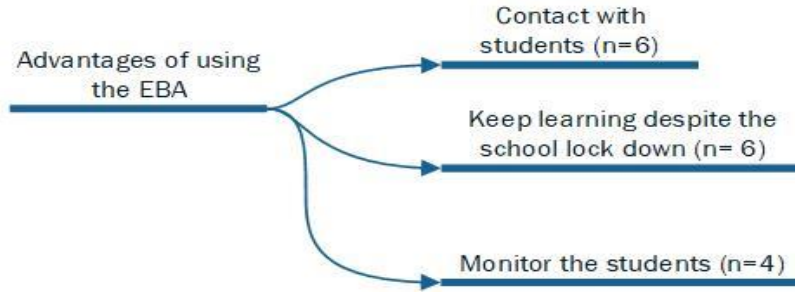 Advantages of using
the EBA
Contact with
students (n=6)
Keep learning despite the
school lock down (n= 6)
Monitor the students (n=4)